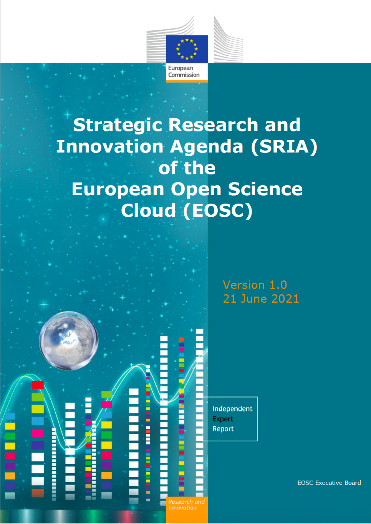 European
Commission
Strategic Research and
Innovation Agenda (SRIA)
of the
European Open Science
Cloud (EOSC)
Version 1.0
21 June 2021
Independent
Expert
Report
EOSC Executive Board
Research and
Innovation